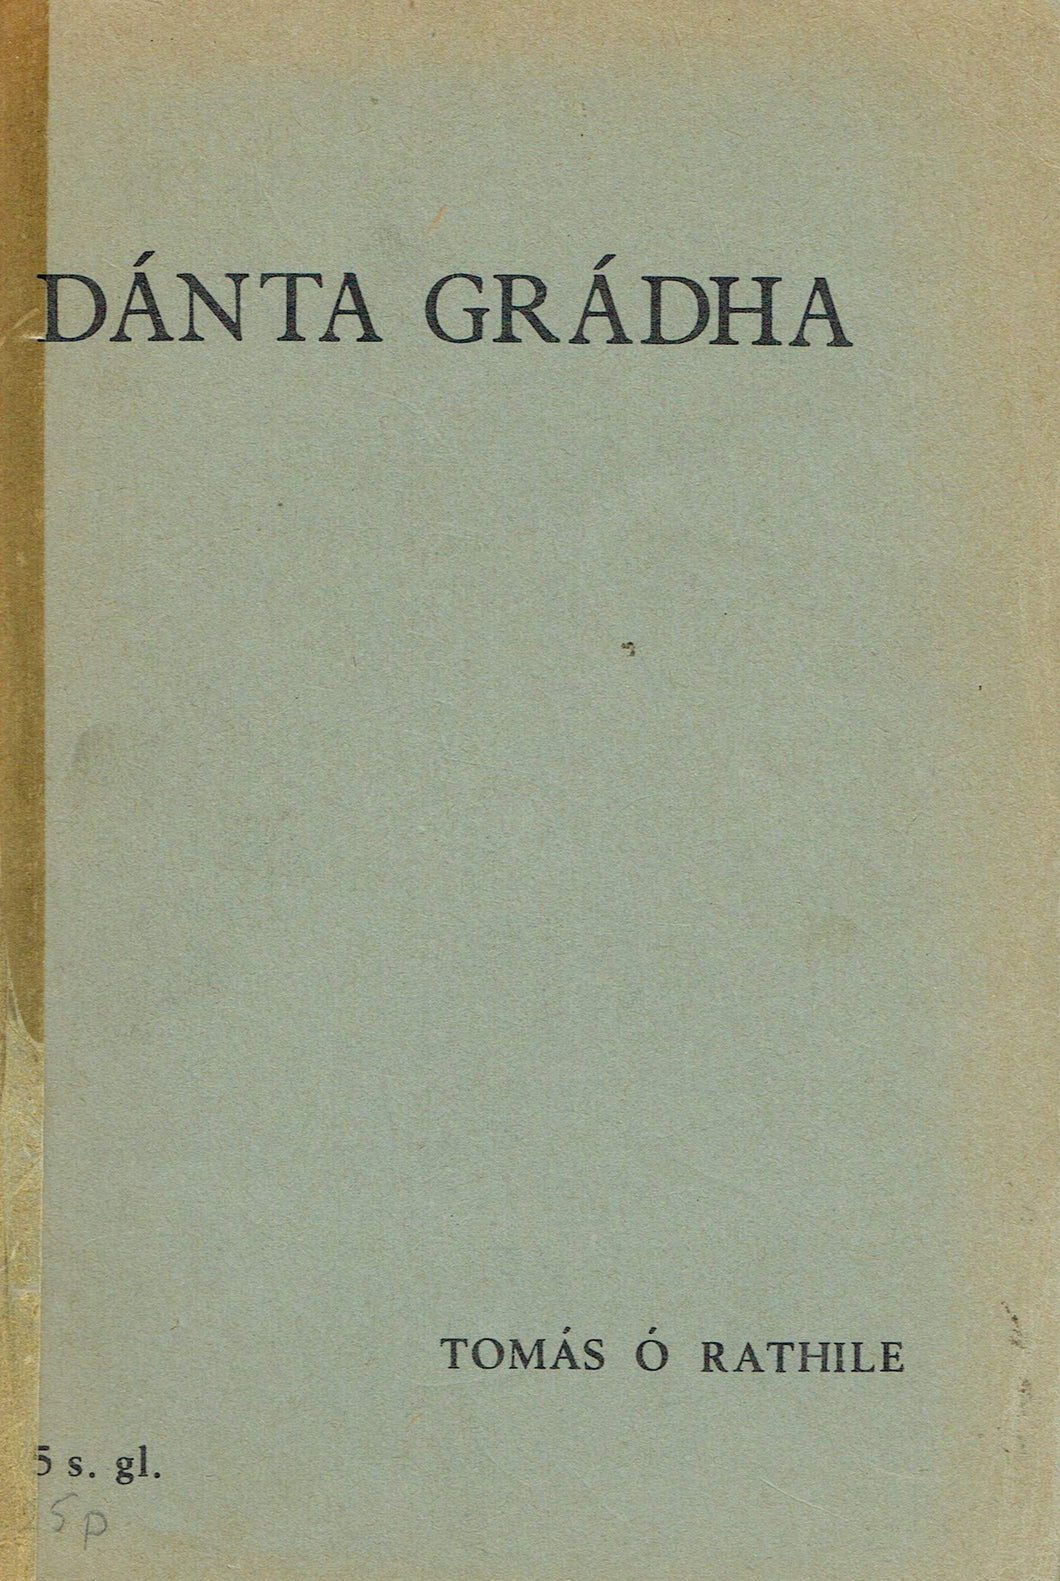 DÁNTA GRÁDHA
TOMÁS Ó RATHILE
5 s. gl.
5p